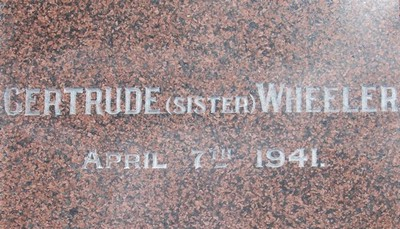 GERTRUDE (SISTER) WHEELER
APRIL 7TH 1941.